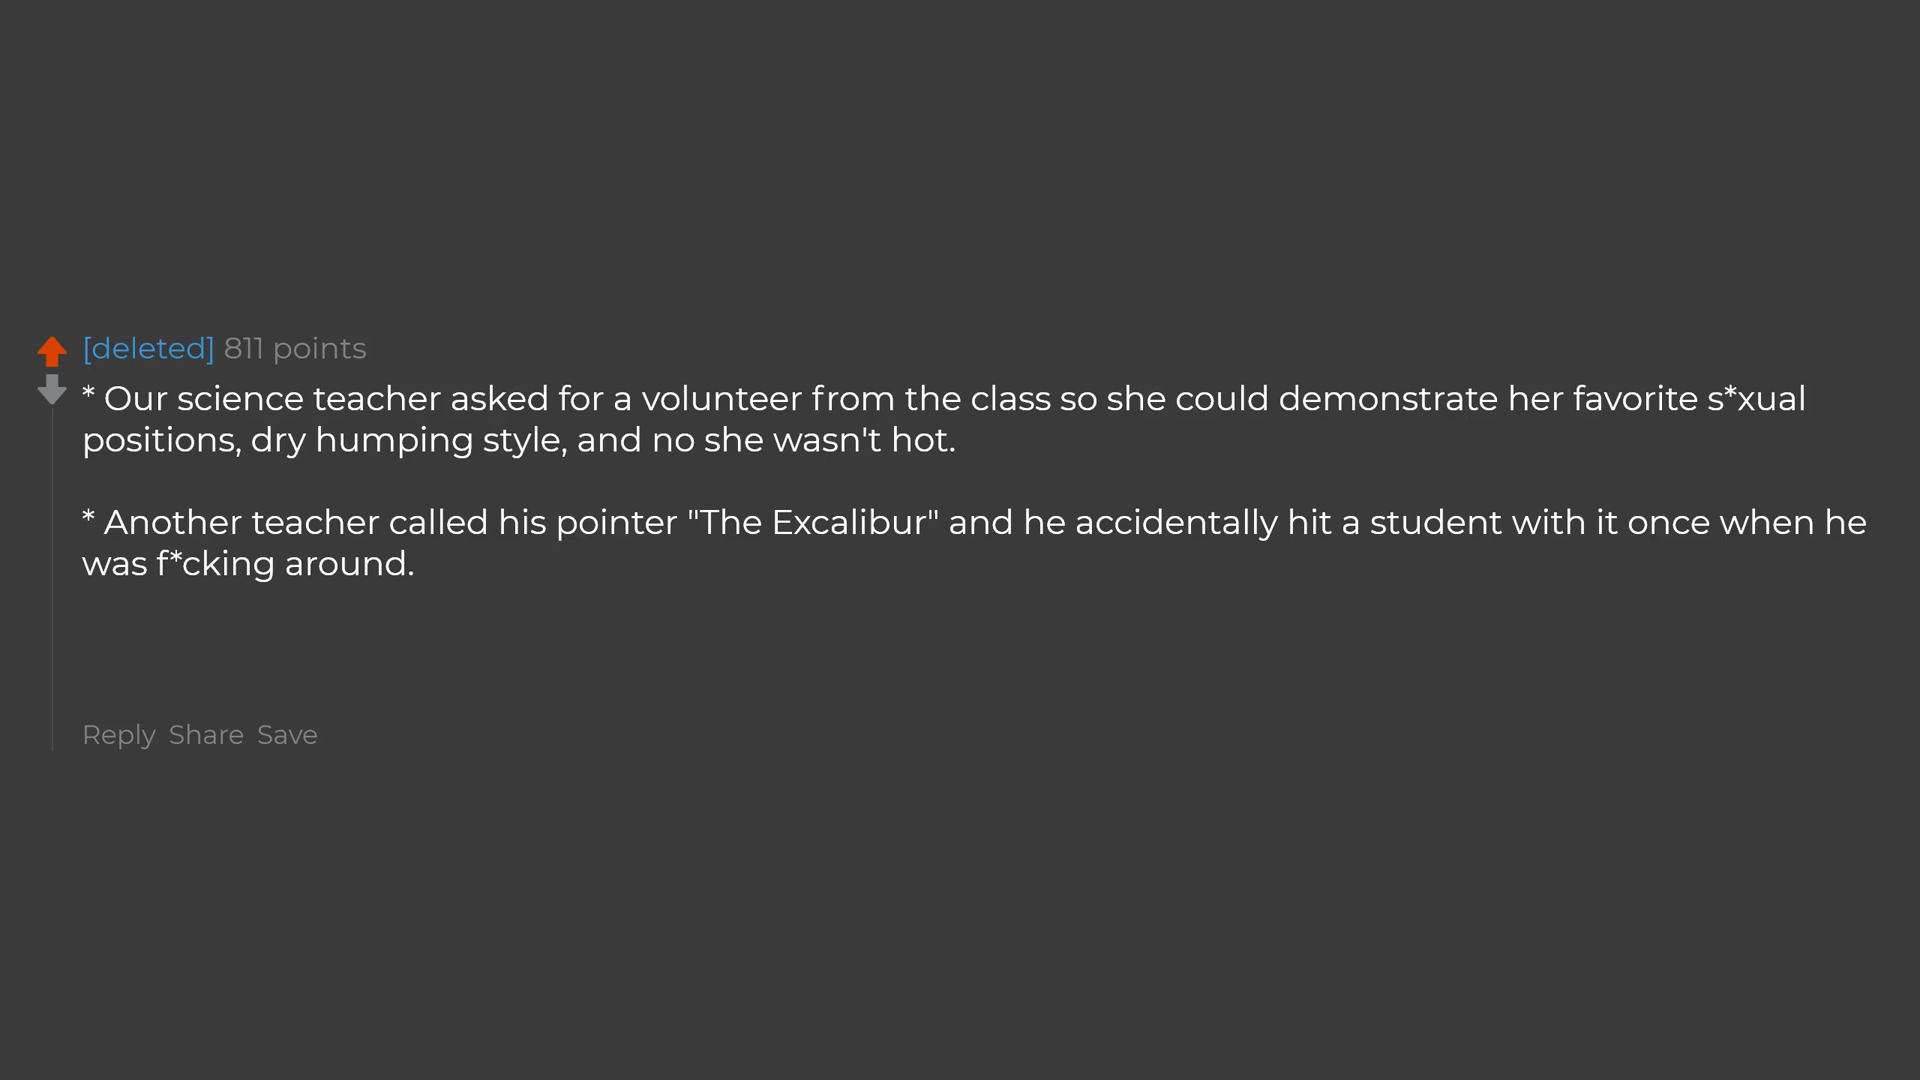 [deleted] 811 points
* Our science teacher asked for a volunteer from the class so she could demonstrate her favorite s*xual
positions, dry humping style, and no she wasn't hot.
* Another teacher called his pointer "The Excalibur" and he accidentally hit a student with it once when he
was f*cking around.
Reply Share Save